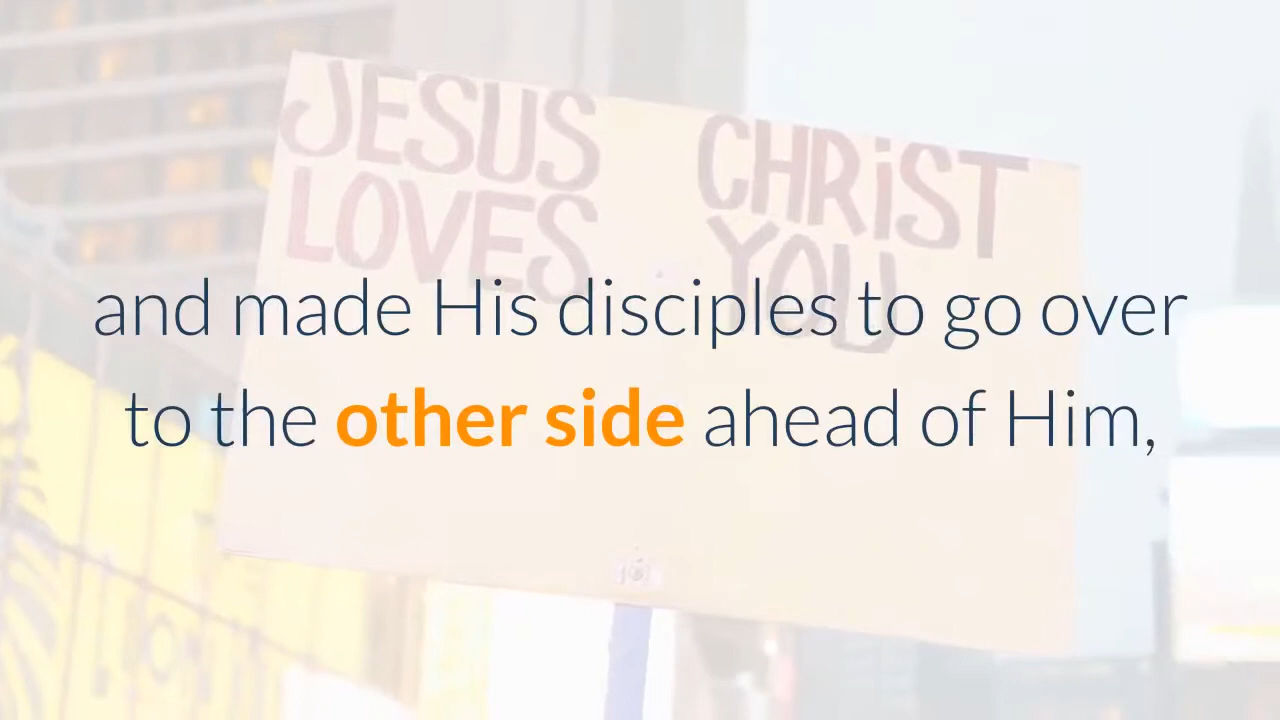 JESUS CHRiST
LOVES YOU
and made His disciples to go over
to the other side ahead of Him,